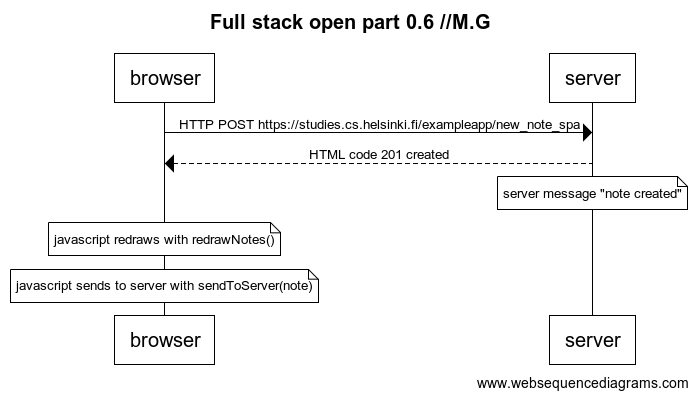 Full stack open part 0.6 //M.G
browser
server
HTTP POST https://studies.cs.helsinki.fi/exampleapp/new_note_spa
HTML code 201 created
server message "note created"
javascript redraws with redrawNotes()
javascript sends to server with sendToServer(note)
browser
server
www.websequencediagrams.com